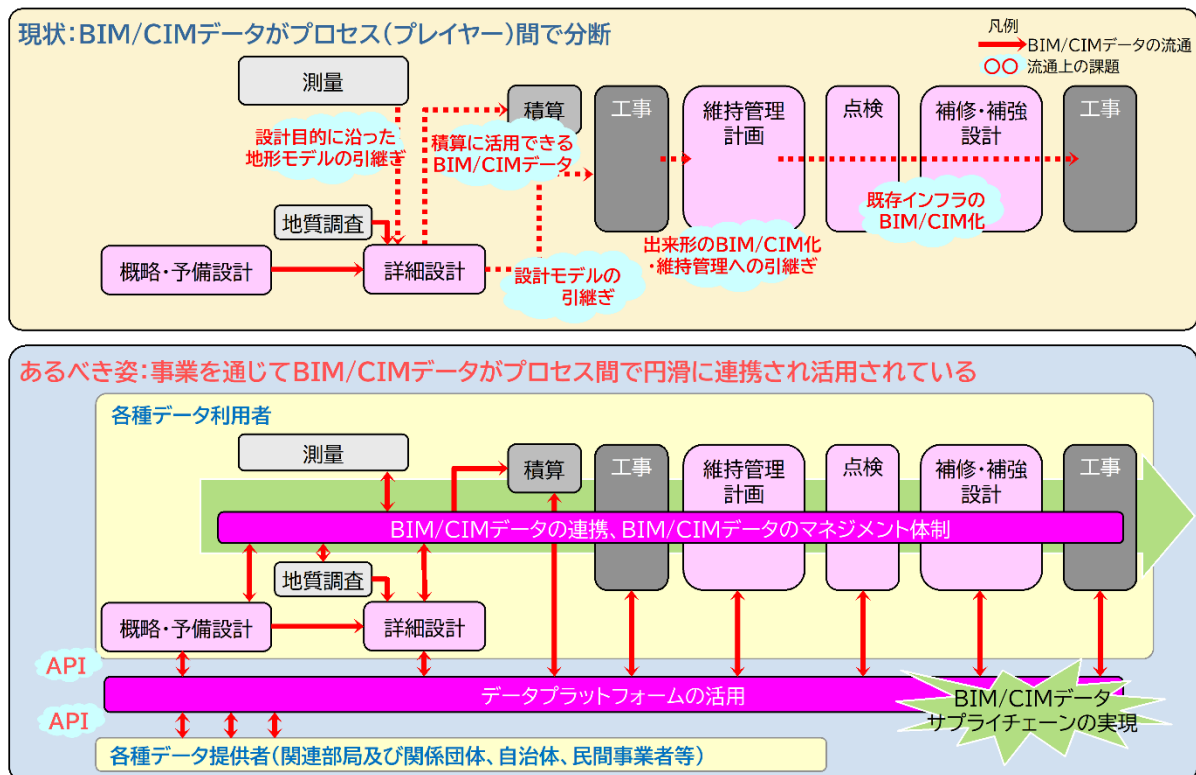 現状：BIM/CIMデータがプロセス(プレイヤー)間で分断
凡例
BIM/CIMデータの流通
流通上の課題
測量
積算
工事
維持管理
計画
点検
補修・補強
設計
工事
設計目的に沿った
地形モデルの引継ぎ
積算に活用できる
BIM/CIMデータ
既存インフラの
BIM/CIM化
地質調査
出来形のBIM/CIM化
・維持管理への引継ぎ
概略・予備設計
詳細設計
設計モデルの
引継ぎ
あるべき姿：事業を通じてBIM/CIMデータがプロセス間で円滑に連携され活用されている
各種データ利用者
測量
積算
工事
維持管理
計画
点検
補修・補強
設計
工事
BIM/CIMデータの連携、BIM/CIMデータのマネジメント体制
地質調査
概略・予備設計
詳細設計
API
データプラットフォームの活用
API
BIM/CIMデータ
サプライチェーンの実現
各種データ提供者(関連部局及び関係団体、自治体、民間事業者等)